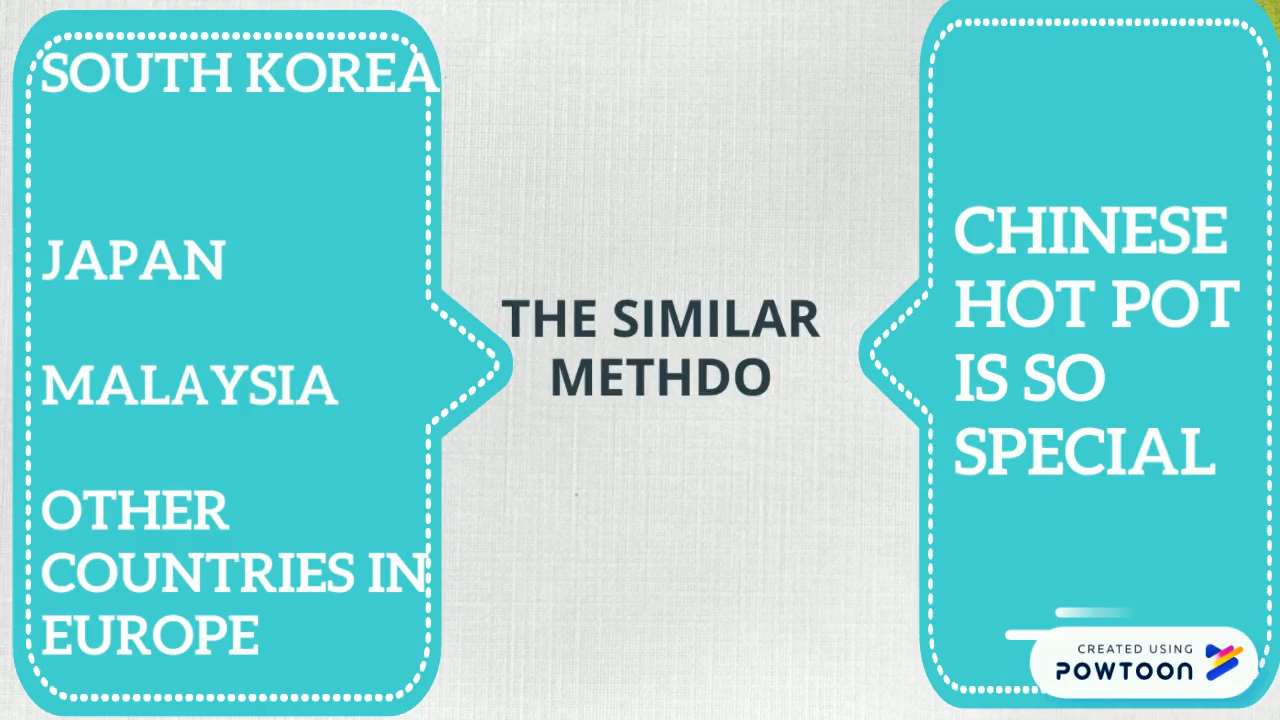 SOUTH KOREA
JAPAN
MALAYSIA
OTHER
COUNTRIES IN
EUROPE
THE SIMILAR
METHDO
CHINESE
HOT POT
IS SO
SPECIAL
CREATED USING
POWTOON